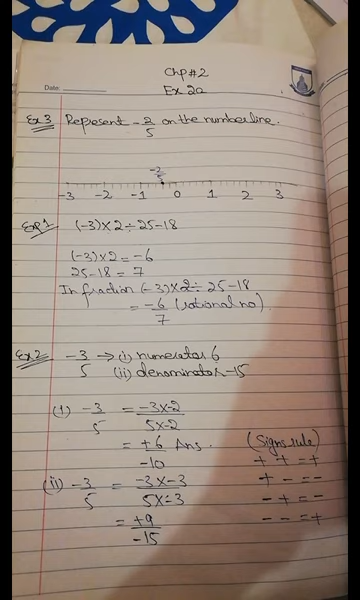 Chp#2
Date:
Ex 2a
Ex 3 Represent -2/5 on the number line.
-2/5
-3 -2 -1 0 1 2 3
Exp 1 (-3)×2÷25-18
(-3)×2=-6
25-18=7
In fraction (-3)×2÷25-18
= -6/7 (rational no).
Ex 2 -3/5 → (i) numerator 6
(ii) denominator -15
(i) -3/5 = -3×-2/5×-2
= +6/-10 Ans.
(Signs rule)
+ + = +
+ - = -
- + = -
- - = +
(ii) -3/5 = -3×-3/5×-3
= +9/-15